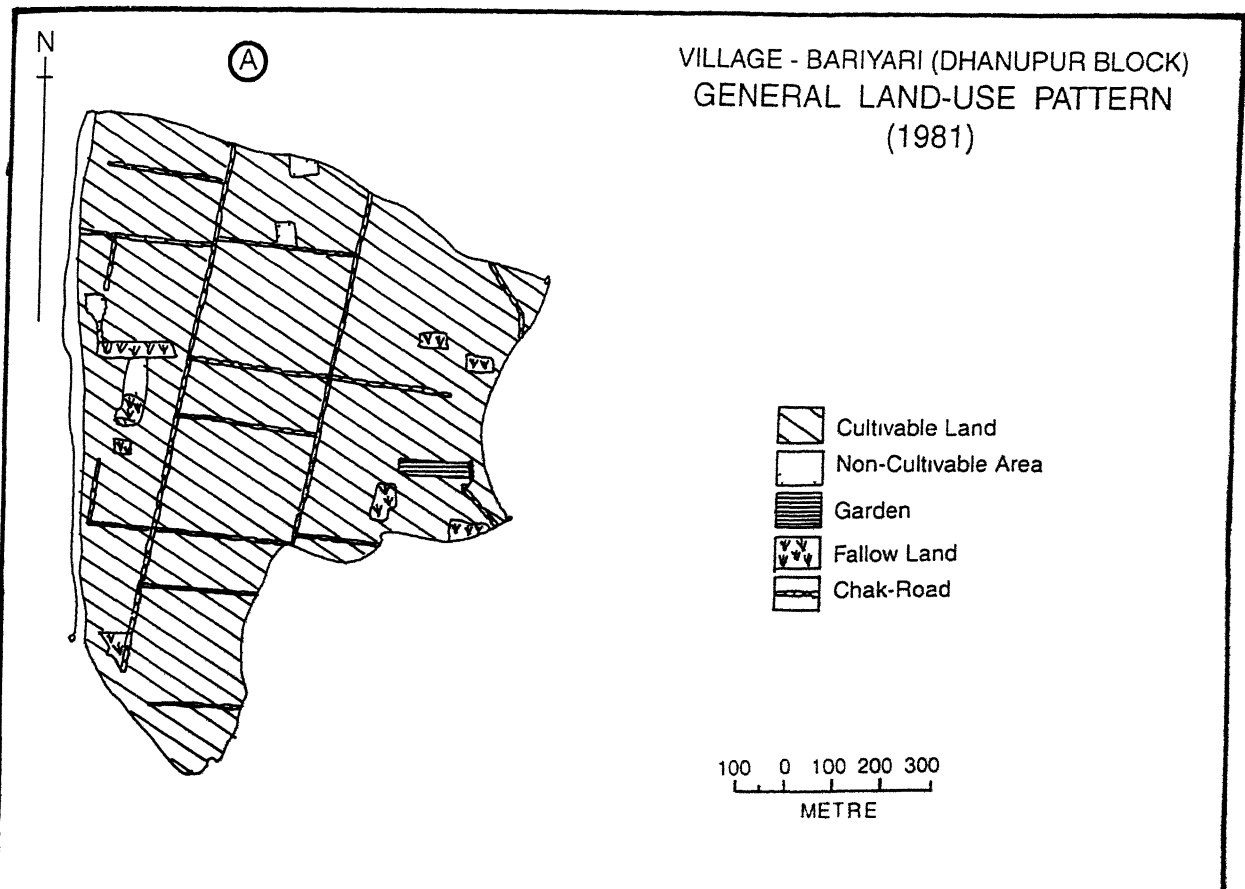 N
A
VILLAGE - BARIYARI (DHANUPUR BLOCK)
GENERAL LAND-USE PATTERN
(1981)
Cultivable Land
Non-Cultivable Area
Garden
Fallow Land
Chak-Road
100 0 100 200 300
METRE